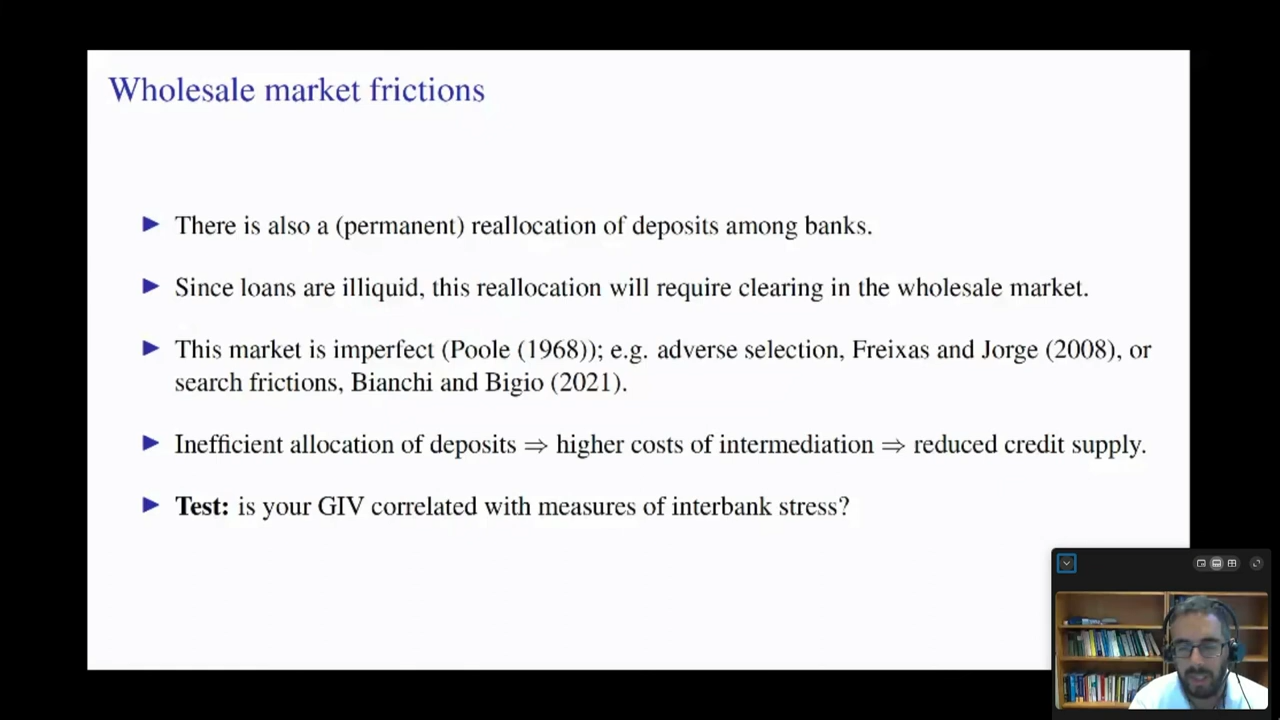 Wholesale market frictions
► There is also a (permanent) reallocation of deposits among banks.
► Since loans are illiquid, this reallocation will require clearing in the wholesale market.
► This market is imperfect (Poole (1968)); e.g. adverse selection, Freixas and Jorge (2008), or
search frictions, Bianchi and Bigio (2021).
► Inefficient allocation of deposits ⇒ higher costs of intermediation ⇒ reduced credit supply.
► Test: is your GIV correlated with measures of interbank stress?